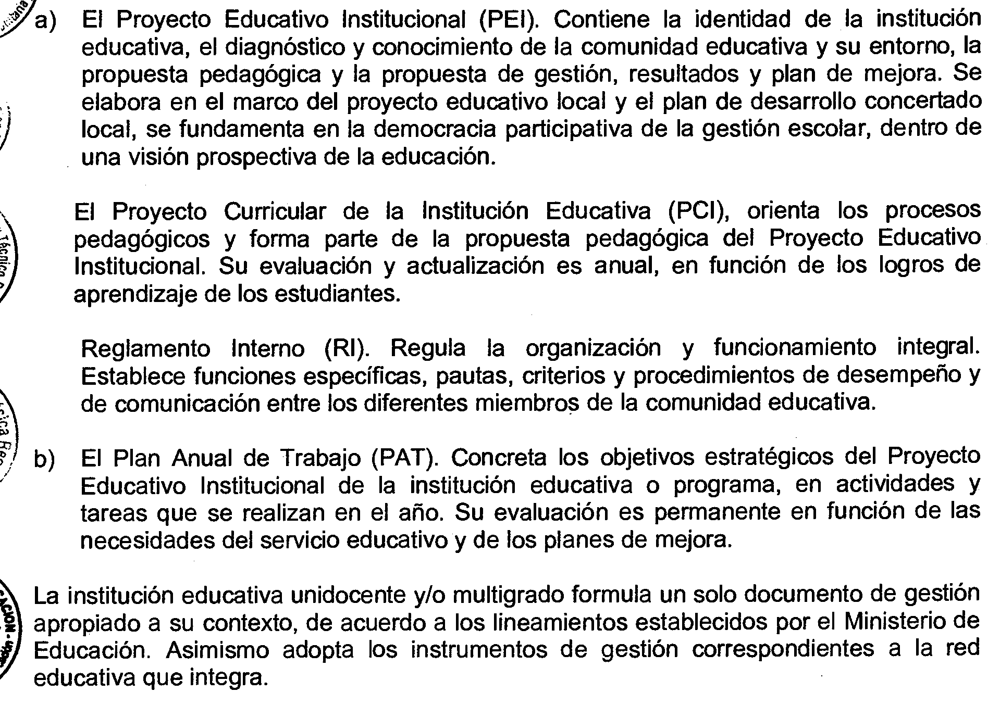 a) El Proyecto Educativo Institucional (PEI). Contiene la identidad de la institución
educativa, el diagnóstico y conocimiento de la comunidad educativa y su entorno, la
propuesta pedagógica y la propuesta de gestión, resultados y plan de mejora. Se
elabora en el marco del proyecto educativo local y el plan de desarrollo concertado
local, se fundamenta en la democracia participativa de la gestión escolar, dentro de
una visión prospectiva de la educación.
El Proyecto Curricular de la Institución Educativa (PCI), orienta los procesos
pedagógicos y forma parte de la propuesta pedagógica del Proyecto Educativo
Institucional. Su evaluación y actualización es anual, en función de los logros de
aprendizaje de los estudiantes.
Reglamento Interno (RI). Regula la organización y funcionamiento integral.
Establece funciones específicas, pautas, criterios y procedimientos de desempeño y
de comunicación entre los diferentes miembros de la comunidad educativa.
b) El Plan Anual de Trabajo (PAT). Concreta los objetivos estratégicos del Proyecto
Educativo Institucional de la institución educativa o programa, en actividades y
tareas que se realizan en el año. Su evaluación es permanente en función de las
necesidades del servicio educativo y de los planes de mejora.
La institución educativa unidocente y/o multigrado formula un solo documento de gestión
apropiado a su contexto, de acuerdo a los lineamientos establecidos por el Ministerio de
Educación. Asimismo adopta los instrumentos de gestión correspondientes a la red
educativa que integra.
Técnica